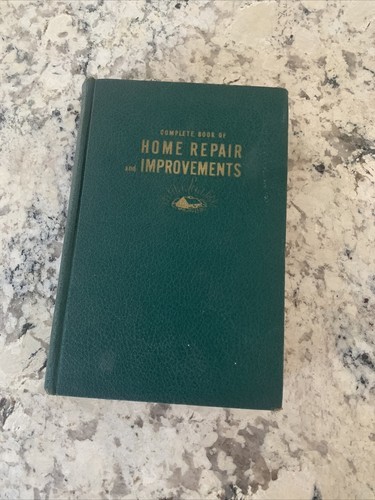 COMPLETE BOOK OF
HOME REPAIR
and IMPROVEMENTS